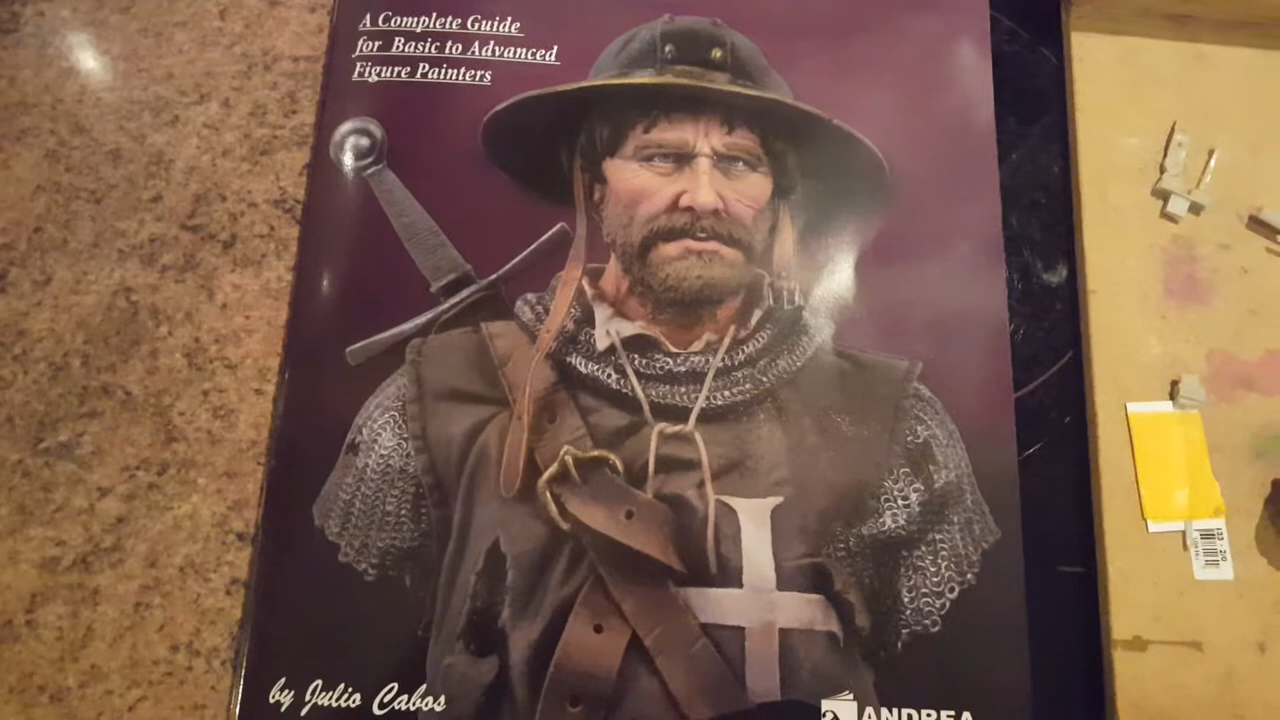 A Complete Guide
for Basic to Advanced
Figure Painters
by Julio Cabos
ANDREA